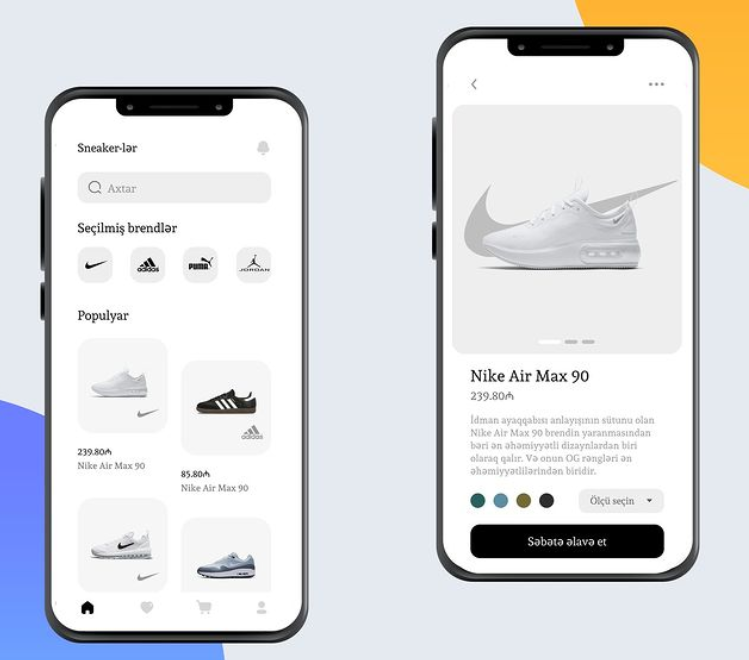 Sneaker-lər
Axtar
Seçilmiş brendlər
adidas
PUMA
JORDAN
Populyar
adidas
239.80₼
Nike Air Max 90
85.80₼
Nike Air Max 90
Nike Air Max 90
239.80₼
İdman ayaqqabısı anlayışının sütunu olan
Nike Air Max 90 brendin yaranmasından
bəri ən əhəmiyyətli dizaynlardan biri
olaraq qalır. Və onun OG rəngləri ən
əhəmiyyətlilərindən biridir.
Ölçü seçin
Səbətə əlavə et